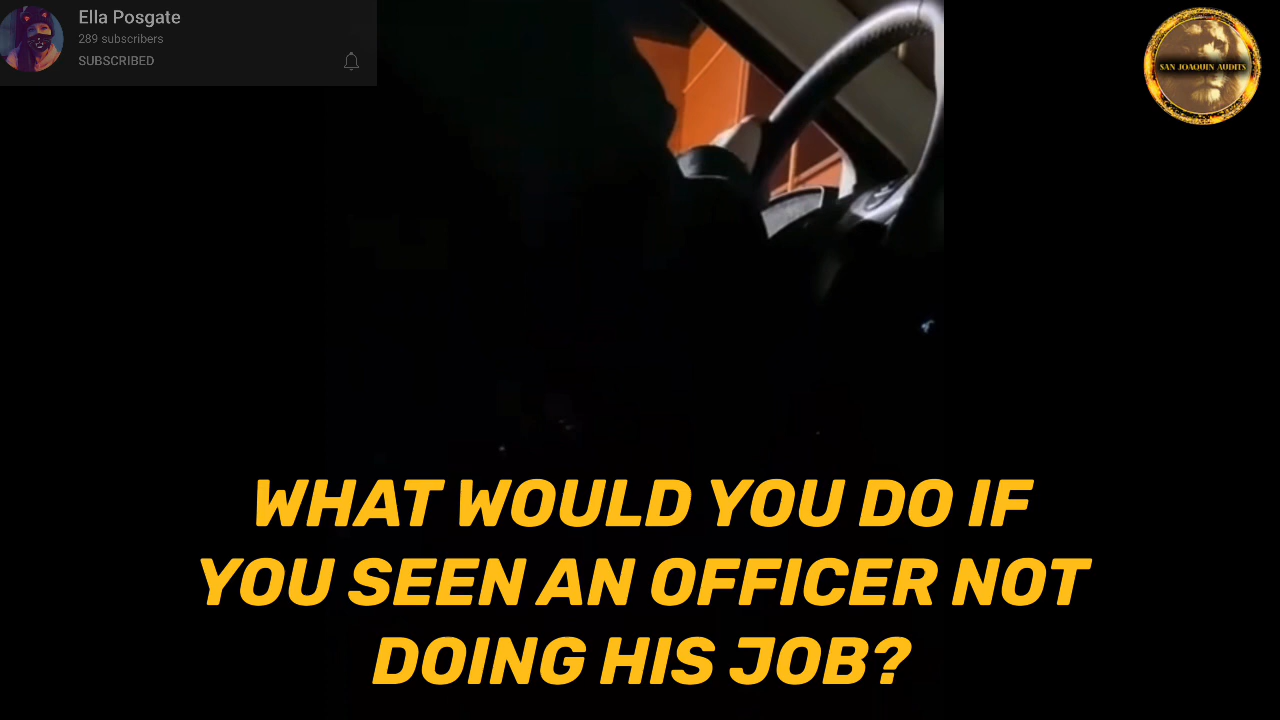 Ella Posgate
289 subscribers
SUBSCRIBED
SAN JOAQUIN AUDITS
WHAT WOULD YOU DO IF
YOU SEEN AN OFFICER NOT
DOING HIS JOB?